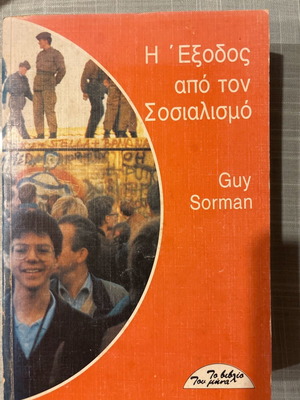 Η Έξοδος
από τον
Σοσιαλισμό
Guy
Sorman
Το βιβλίο
Του μήνα